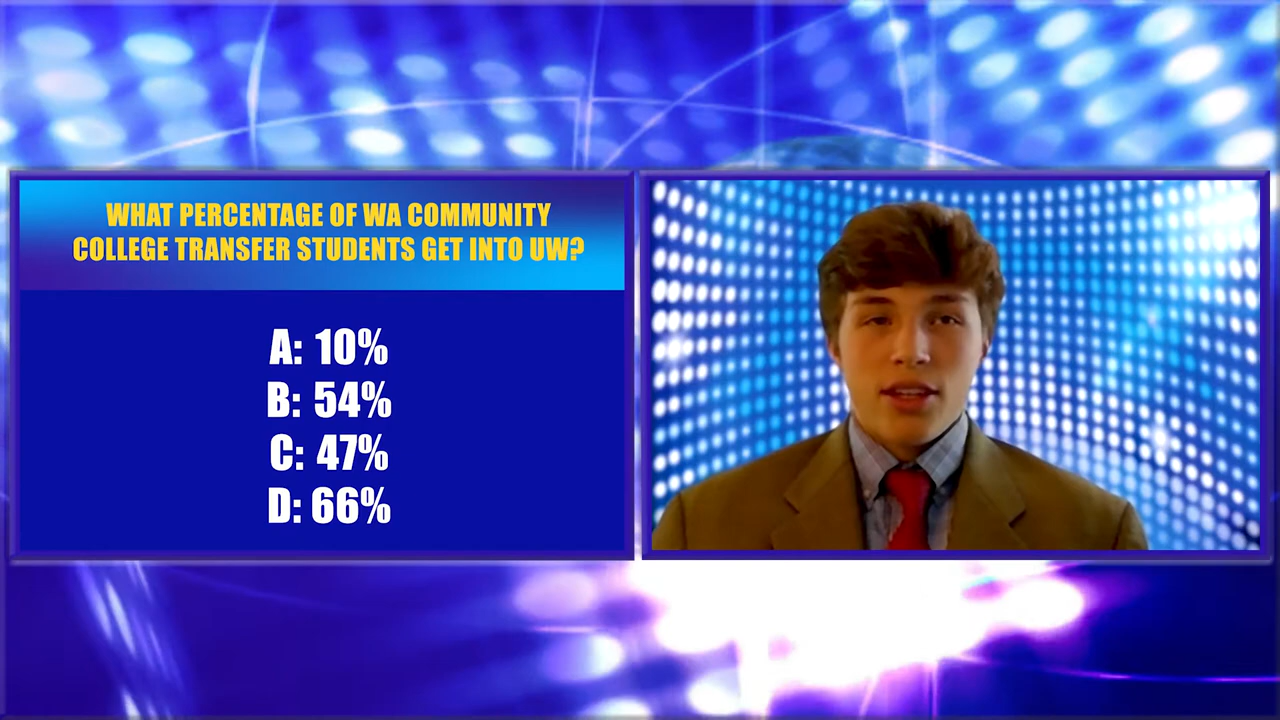 WHAT PERCENTAGE OF WA COMMUNITY
COLLEGE TRANSFER STUDENTS GET INTO UW?
A: 10%
B: 54%
C: 47%
D: 66%